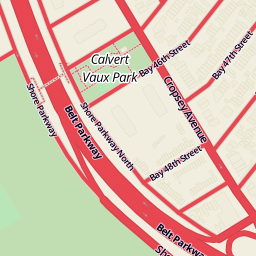 Calvert
Vaux Park
Bay 46th Street
Bay 47th Street
Cropsey Avenue
Shore Parkway
Belt Parkway
Shore Parkway North
Bay 48th Street
Belt Parkway